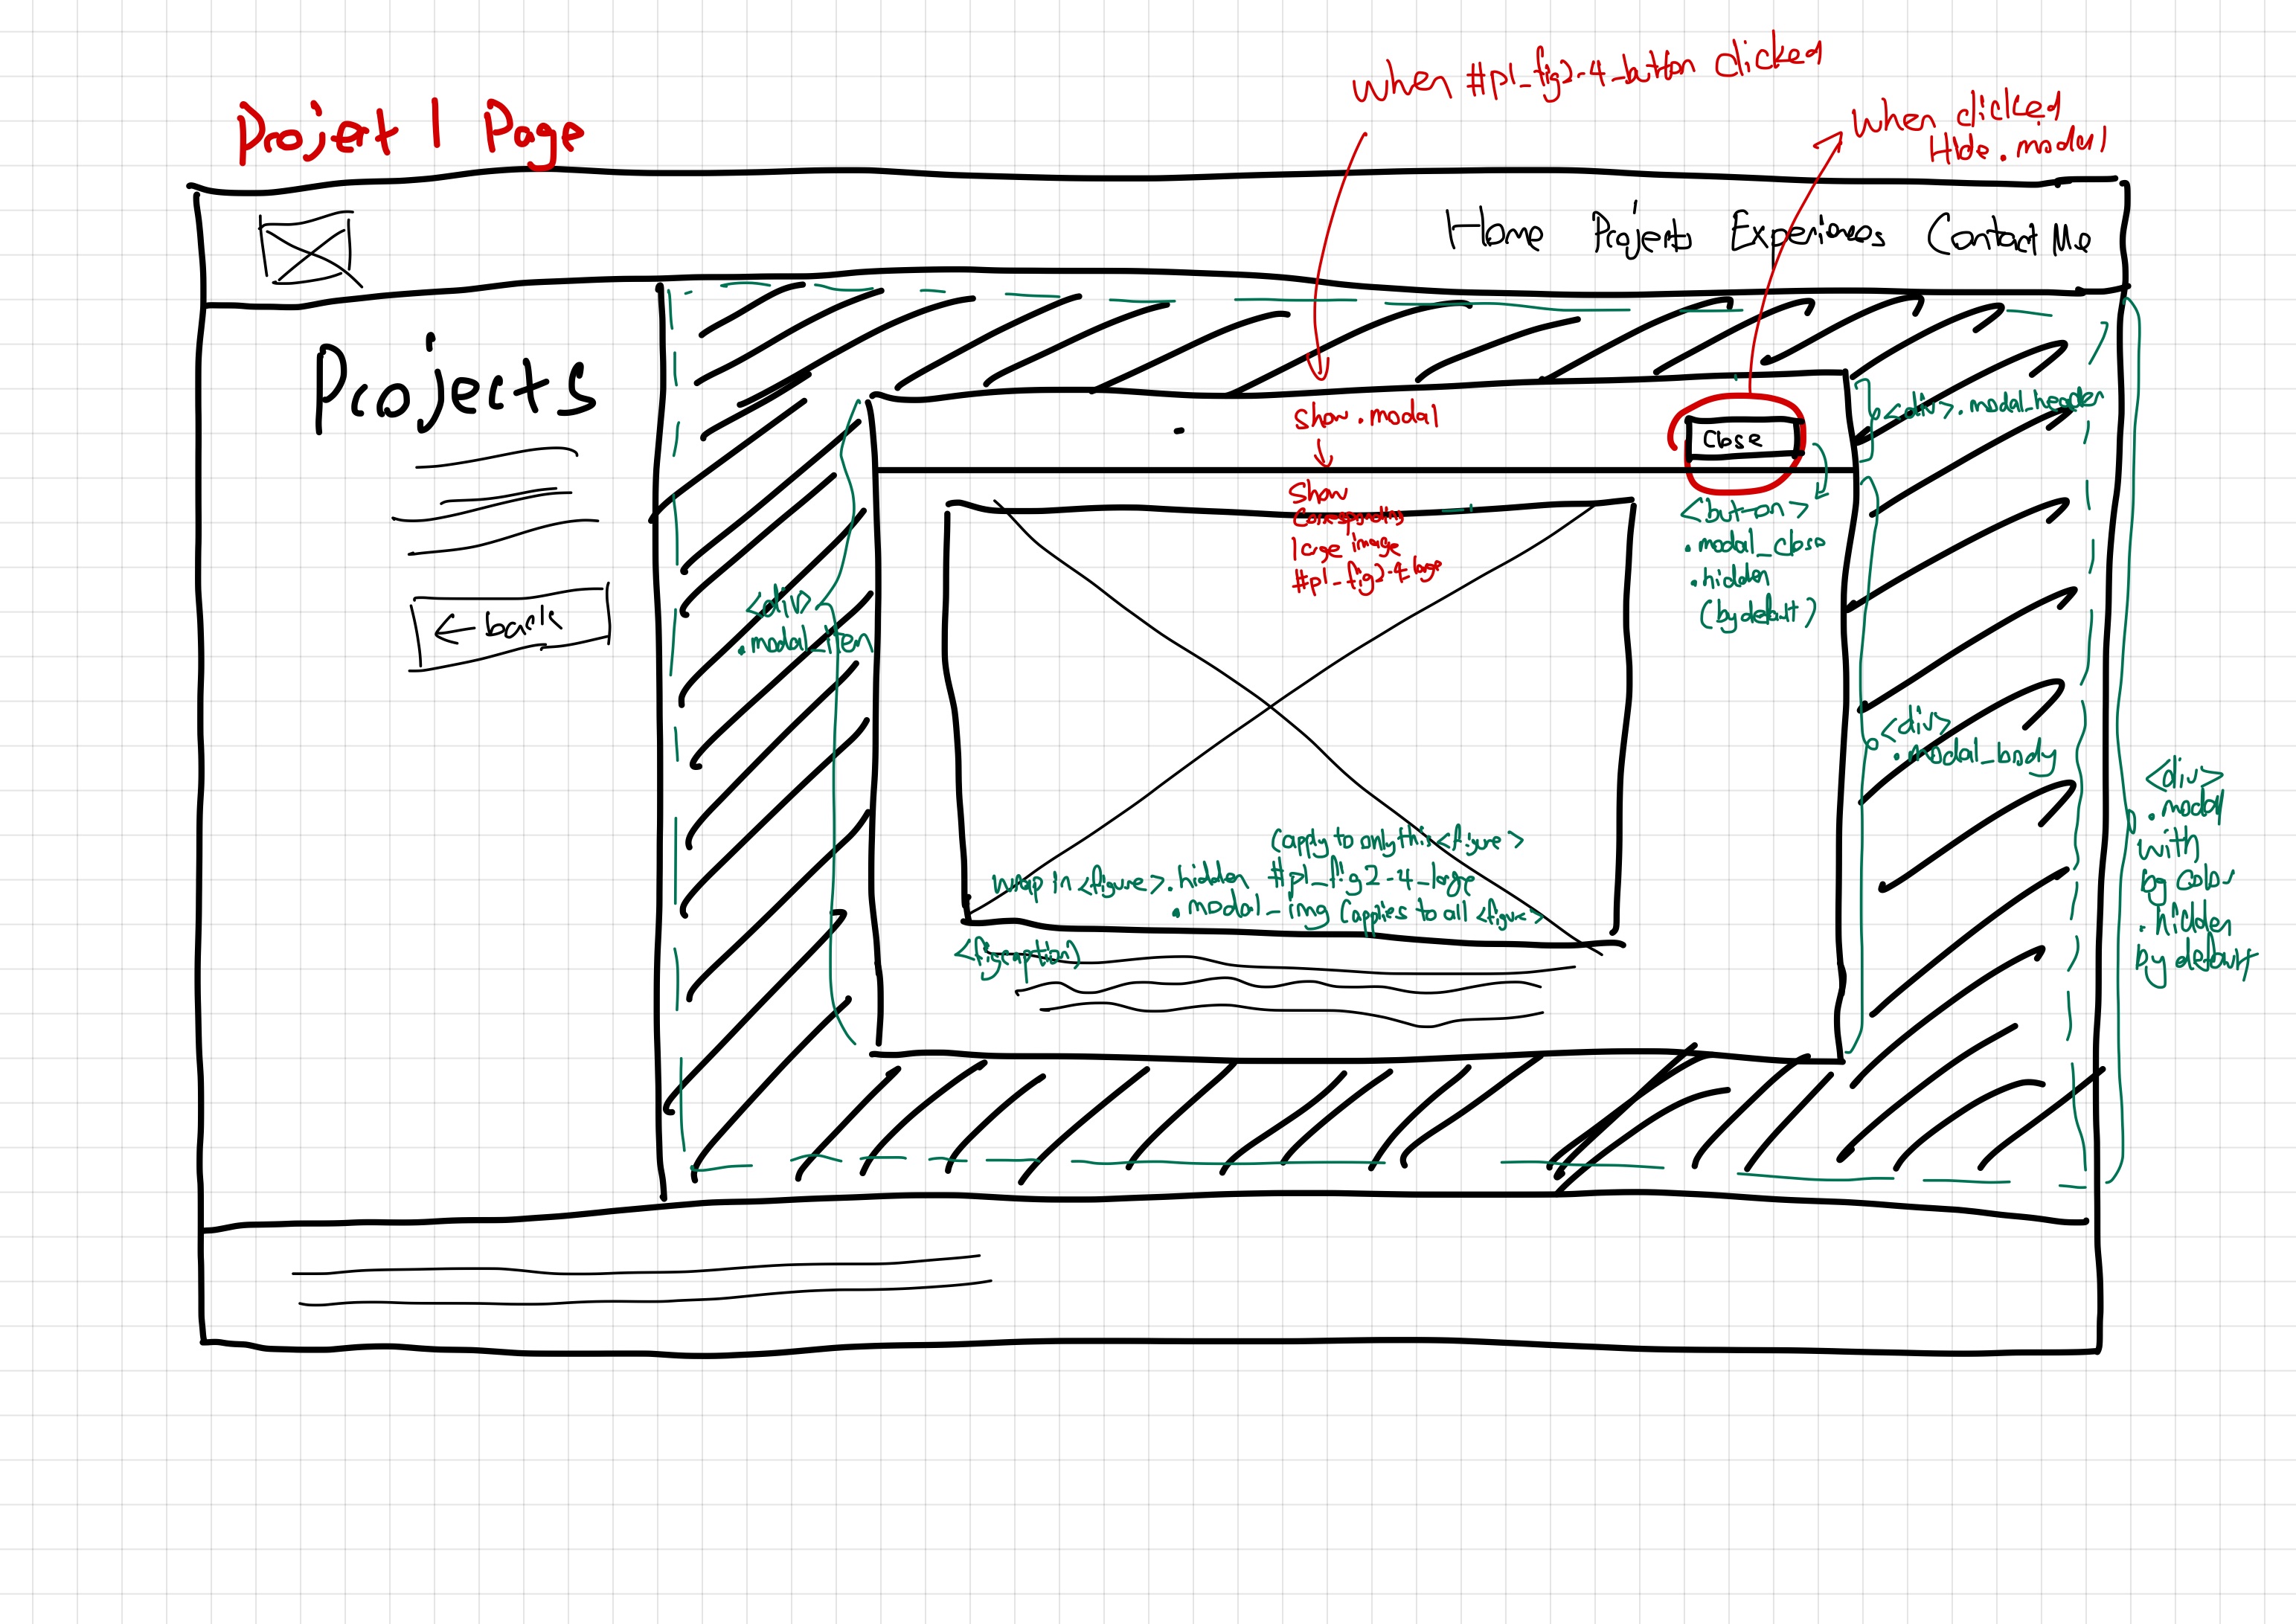 when #p1_fig2-4_button clicked
when clicked
Hide .modal
Projet 1 Page
Home Projects Experiences Contact Me
Projects
← back
show .modal
Show
Corresponding
large image
#p1_fig2-4_large
Close
<div>.modal_header
<button>
.modal_close
.hidden
(by default)
<div>
.modal_item
<div>
.modal_body
<div>
.modal
with
bg color
.hidden
by default
(apply to only this <figure>
wrap in <figure>.hidden #p1_fig2-4_large
.modal_img (applies to all <figure>
<figcaption>